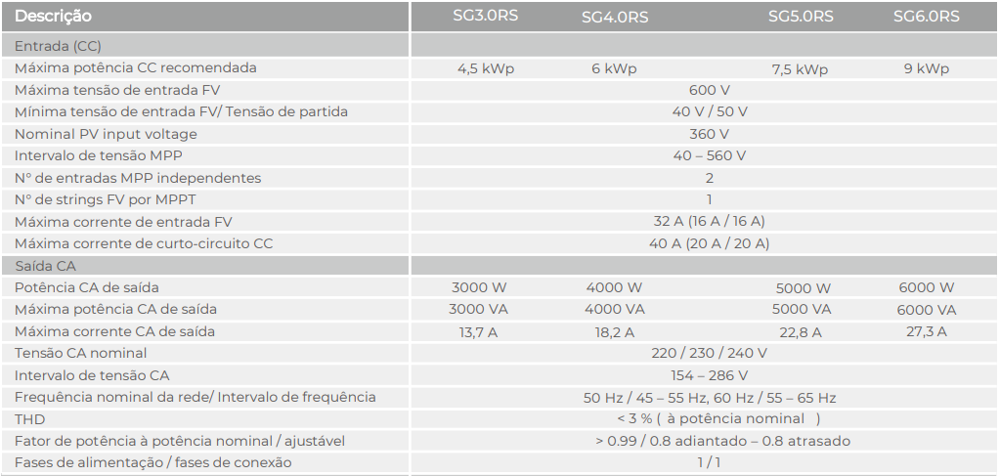 Descrição SG3.0RS SG4.0RS SG5.0RS SG6.0RS
Entrada (CC)
Máxima potência CC recomendada 4,5 kWp 6 kWp 7,5 kWp 9 kWp
Máxima tensão de entrada FV 600 V
Mínima tensão de entrada FV/ Tensão de partida 40 V / 50 V
Nominal PV input voltage 360 V
Intervalo de tensão MPP 40 – 560 V
N° de entradas MPP independentes 2
N° de strings FV por MPPT 1
Máxima corrente de entrada FV 32 A (16 A / 16 A)
Máxima corrente de curto-circuito CC 40 A (20 A / 20 A)
Saída CA
Potência CA de saída 3000 W 4000 W 5000 W 6000 W
Máxima potência CA de saída 3000 VA 4000 VA 5000 VA 6000 VA
Máxima corrente CA de saída 13,7 A 18,2 A 22,8 A 27,3 A
Tensão CA nominal 220 / 230 / 240 V
Intervalo de tensão CA 154 – 286 V
Frequência nominal da rede/ Intervalo de frequência 50 Hz / 45 – 55 Hz, 60 Hz / 55 – 65 Hz
THD < 3 % ( à potência nominal )
Fator de potência à potência nominal / ajustável > 0.99 / 0.8 adiantado – 0.8 atrasado
Fases de alimentação / fases de conexão 1 / 1